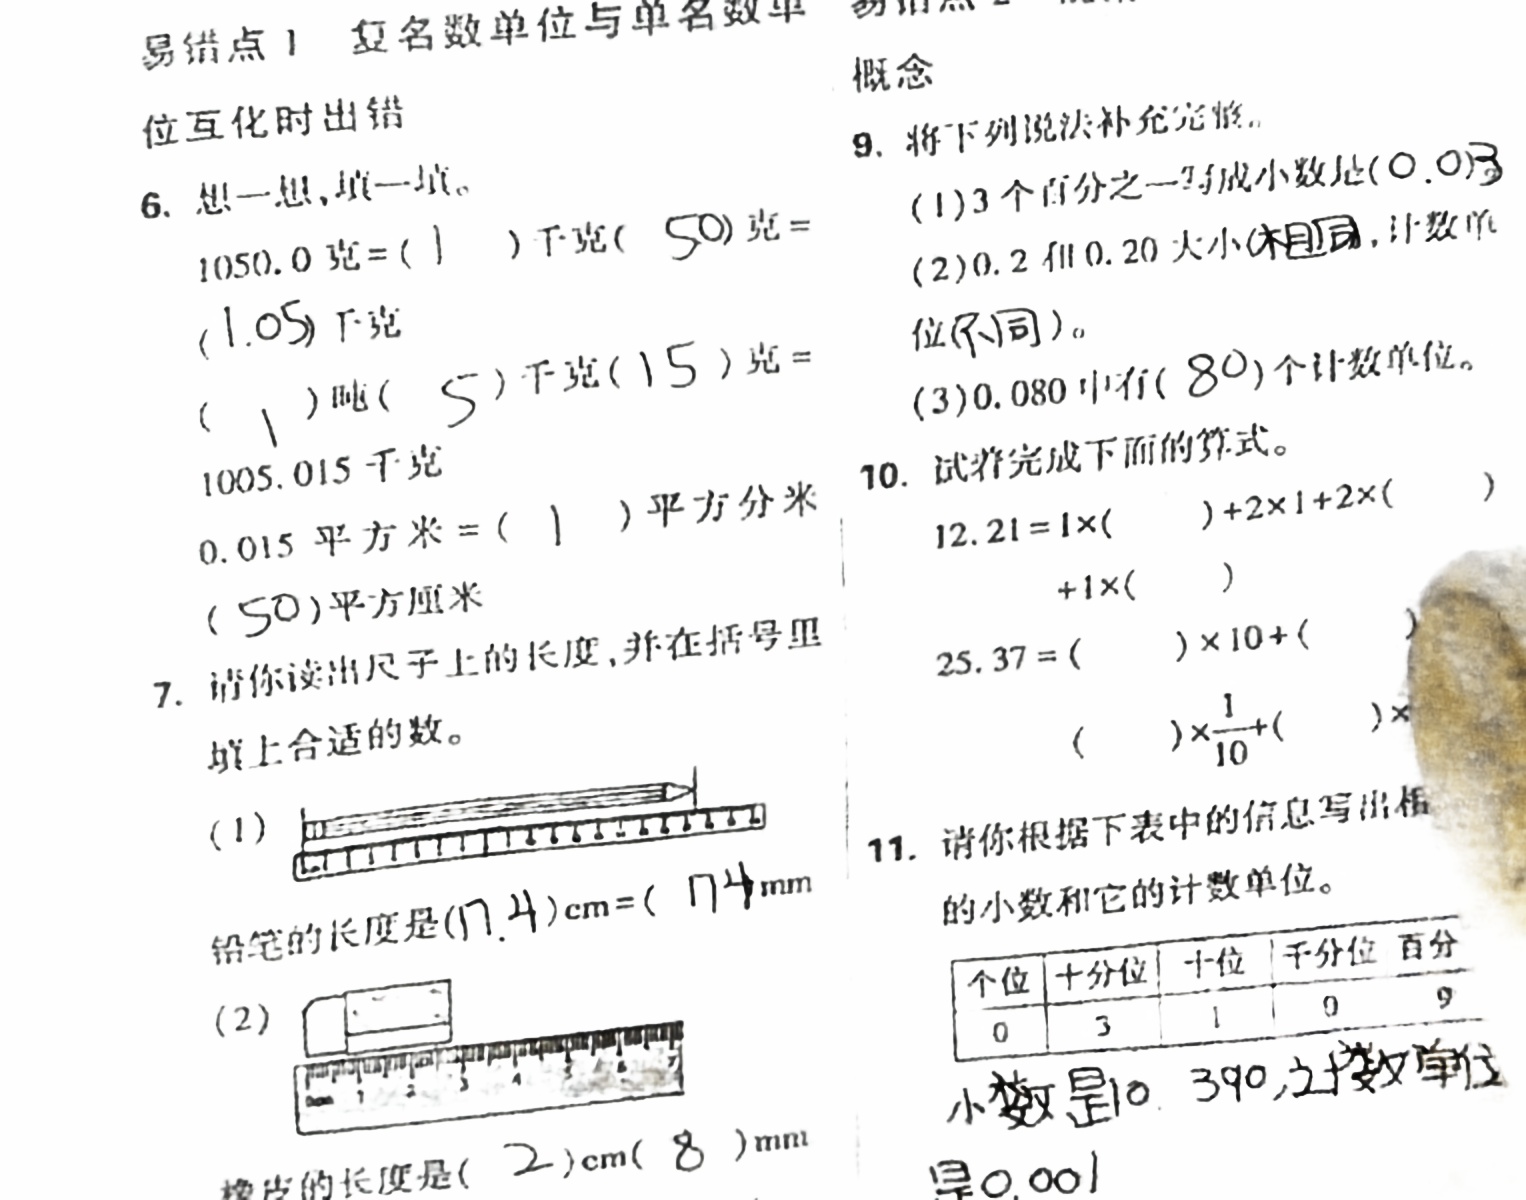 易错点1 复名数单位与单名数单
位互化时出错
6. 想一想,填一填。
1050.0 克=( 1 )千克( 50 )克=
( 1.05 )千克
( 1 )吨( 5 )千克( 15 )克=
1005.015 千克
0.015 平方米=( 1 )平方分米
( 50 )平方厘米
7. 请你读出尺子上的长度,并在括号里
填上合适的数。
(1)
铅笔的长度是( 17.4 )cm=( 174 mm
(2)
0mm 1 2 3 4 5 6 7
橡皮的长度是( 2 )cm( 8 )mm
概念
9. 将下列说法补充完整。
(1)3个百分之一写成小数是(0.03
(2)0.2和0.20大小(相同),计数单
位(不同)。
(3)0.080中有( 80 )个计数单位。
10. 试着完成下面的算式。
12.21=1×( )+2×1+2×( )
+1×( )
25.37=( )×10+( )
( )×1/10+( )×
11. 请你根据下表中的信息写出相
的小数和它的计数单位。
个位 十分位 十位 千分位 百分
0 3 1 0 9
小数是10.390,计数单位
是0.001